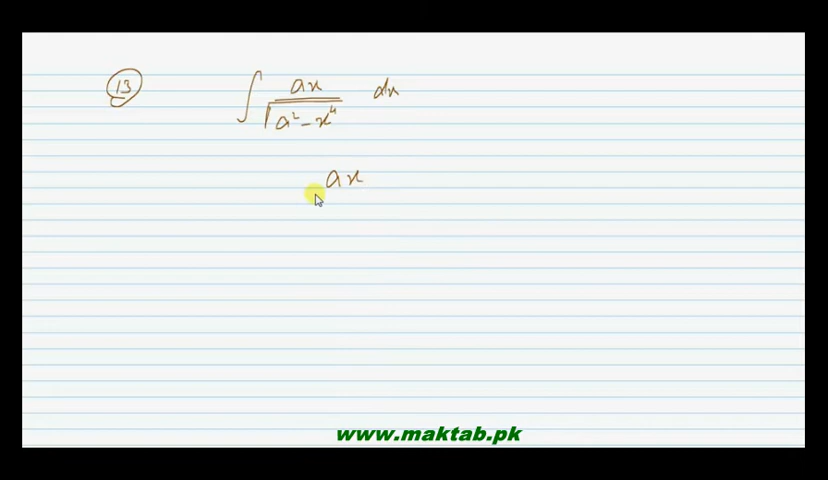 13 ∫ ax / √(a² - x⁴) dx
ax
www.maktab.pk